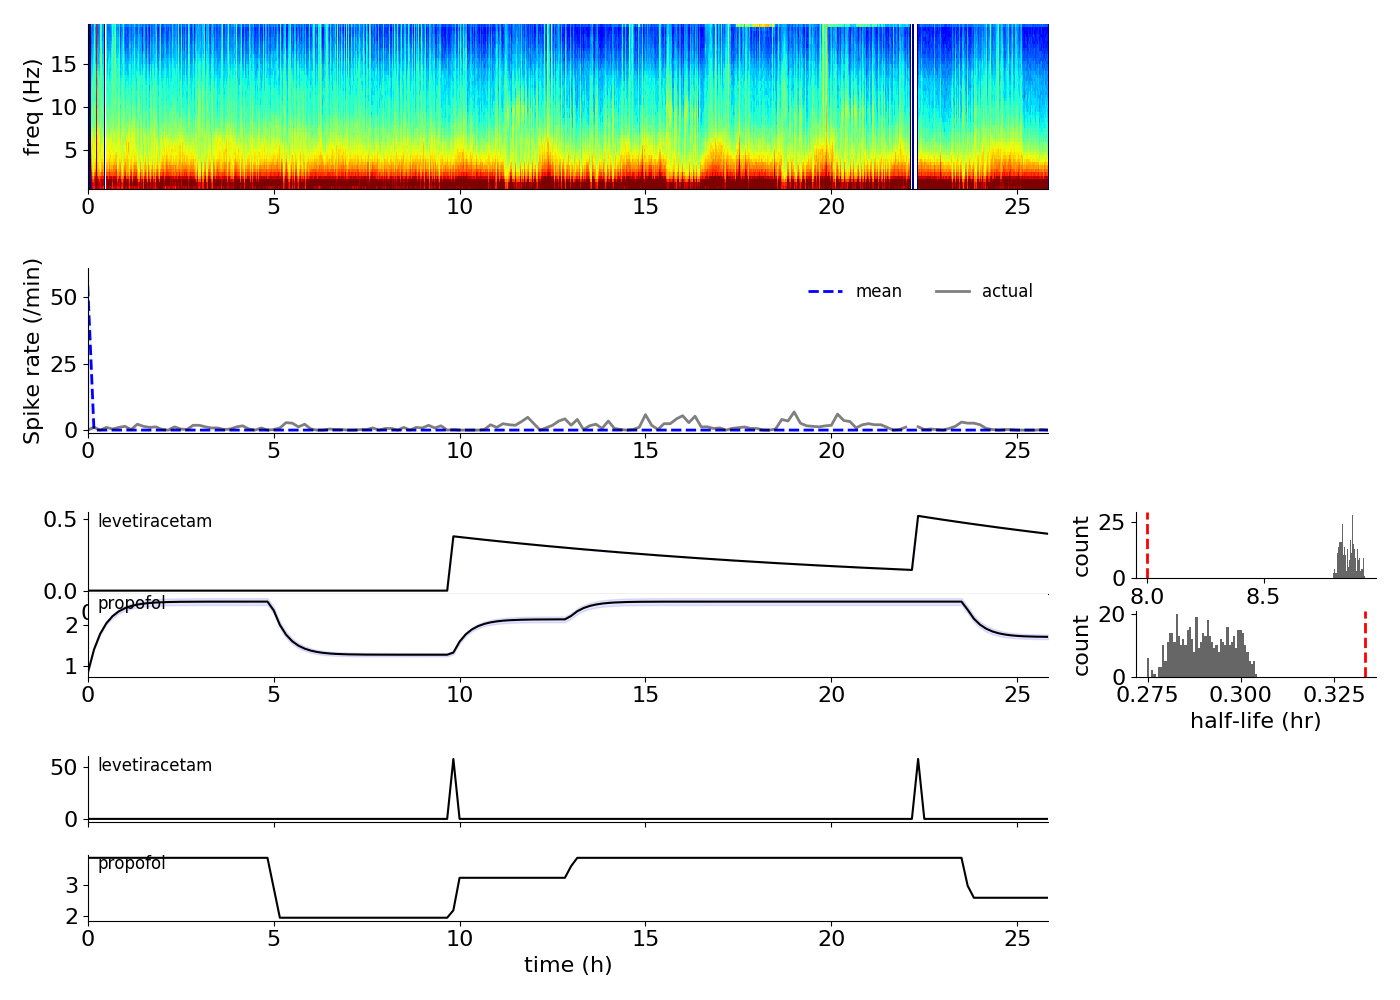 freq (Hz)
15
10
5
0 5 10 15 20 25
Spike rate (/min)
50
25
0
mean actual
0 5 10 15 20 25
0.5
0.0
levetiracetam
count
25
0
8.0 8.5
0
propofol
2
1
0 5 10 15 20 25
count
20
0
0.275 0.300 0.325
half-life (hr)
50
0
levetiracetam
propofol
3
2
0 5 10 15 20 25
time (h)